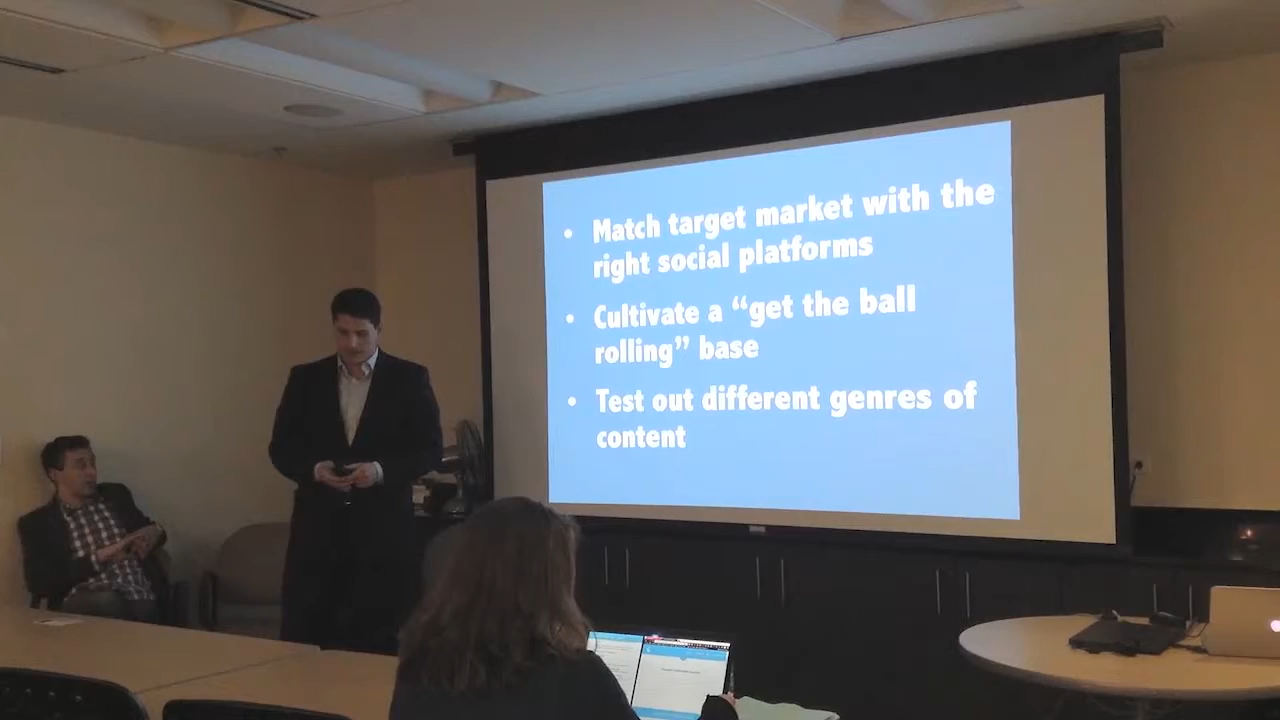 • Match target market with the
right social platforms
• Cultivate a “get the ball
rolling” base
• Test out different genres of
content